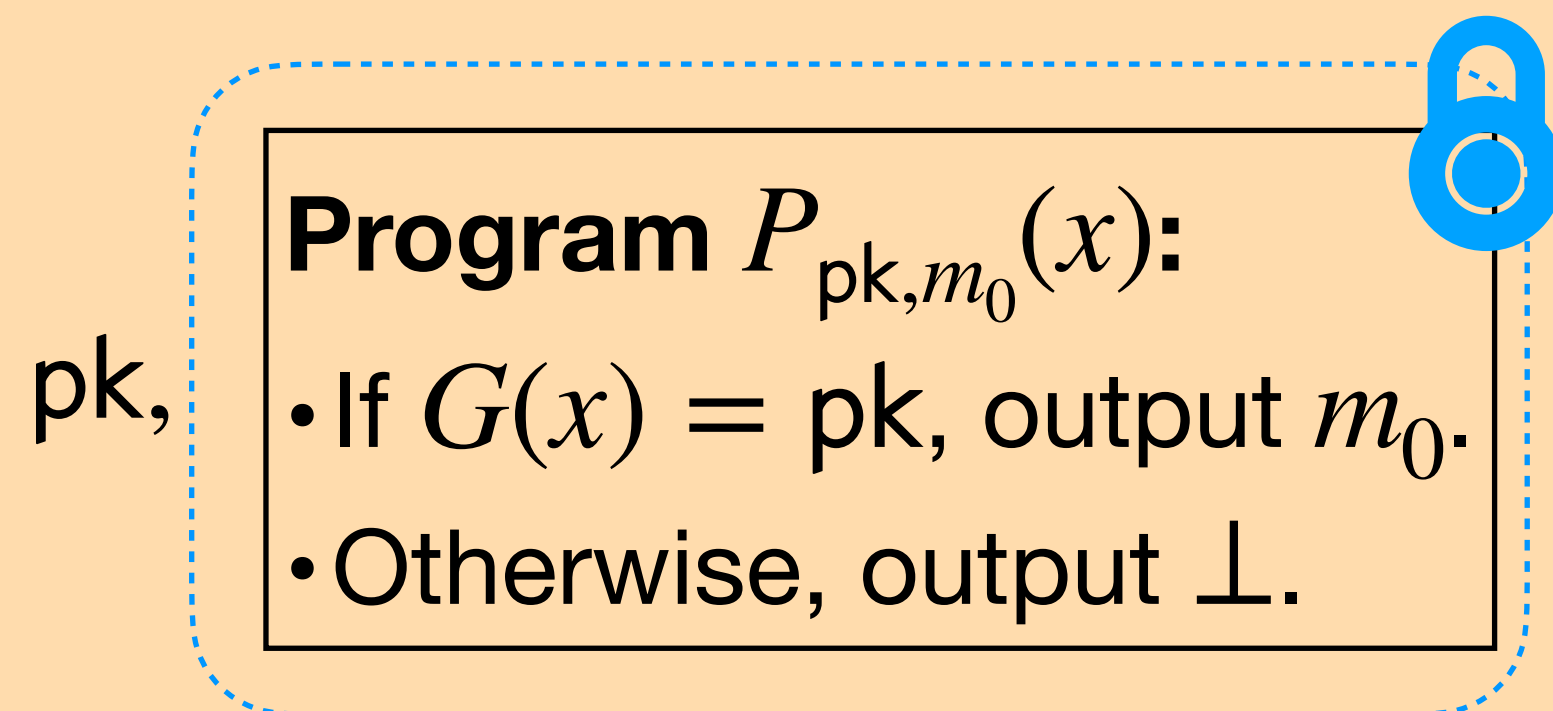 Program P_{pk,m_0}(x):
pk,
• If G(x) = pk, output m_0.
• Otherwise, output ⊥.